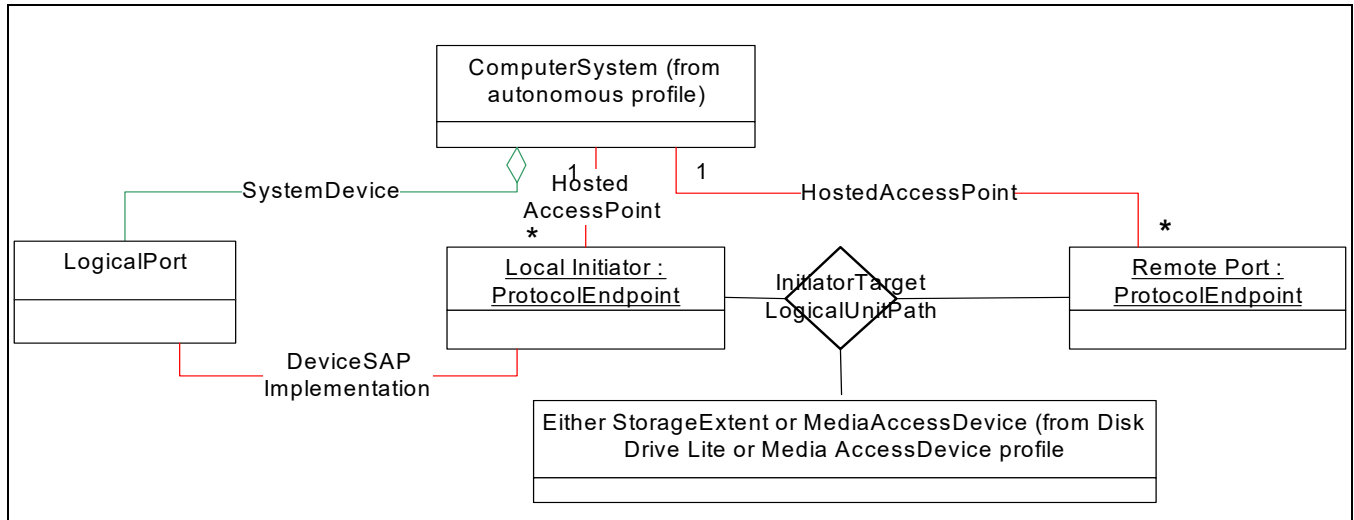 ComputerSystem (from
autonomous profile)
1
1
SystemDevice
Hosted
AccessPoint
HostedAccessPoint
*
*
LogicalPort
Local Initiator :
ProtocolEndpoint
InitiatorTarget
LogicalUnitPath
Remote Port :
ProtocolEndpoint
DeviceSAP
Implementation
Either StorageExtent or MediaAccessDevice (from Disk
Drive Lite or Media AccessDevice profile